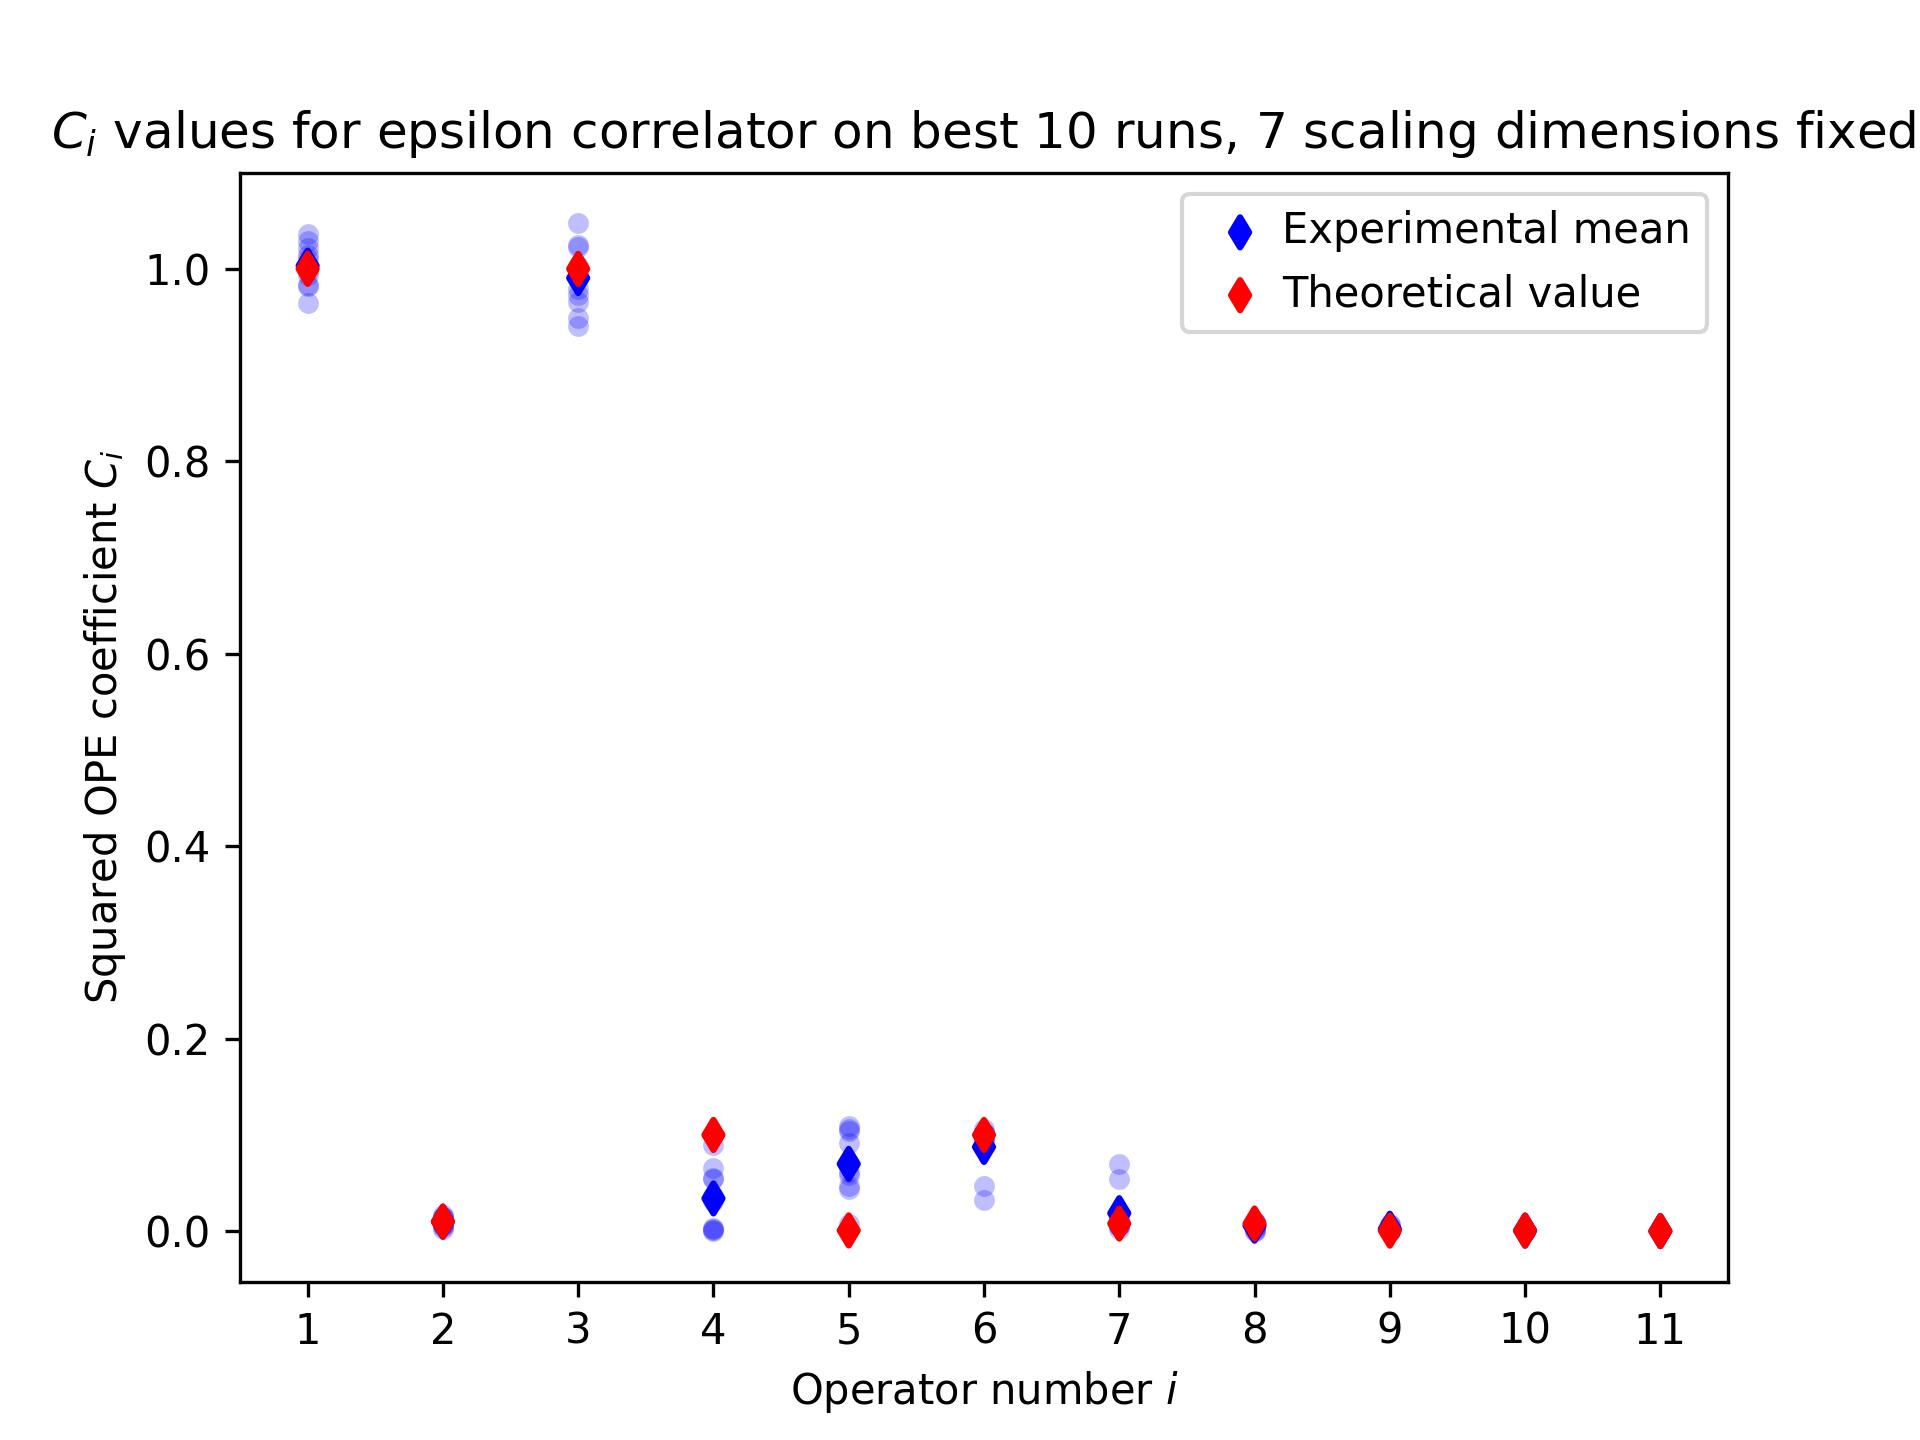 C_i values for epsilon correlator on best 10 runs, 7 scaling dimensions fixed
Experimental mean
Theoretical value
1.0
0.8
0.6
0.4
0.2
0.0
Squared OPE coefficient C_i
1 2 3 4 5 6 7 8 9 10 11
Operator number i